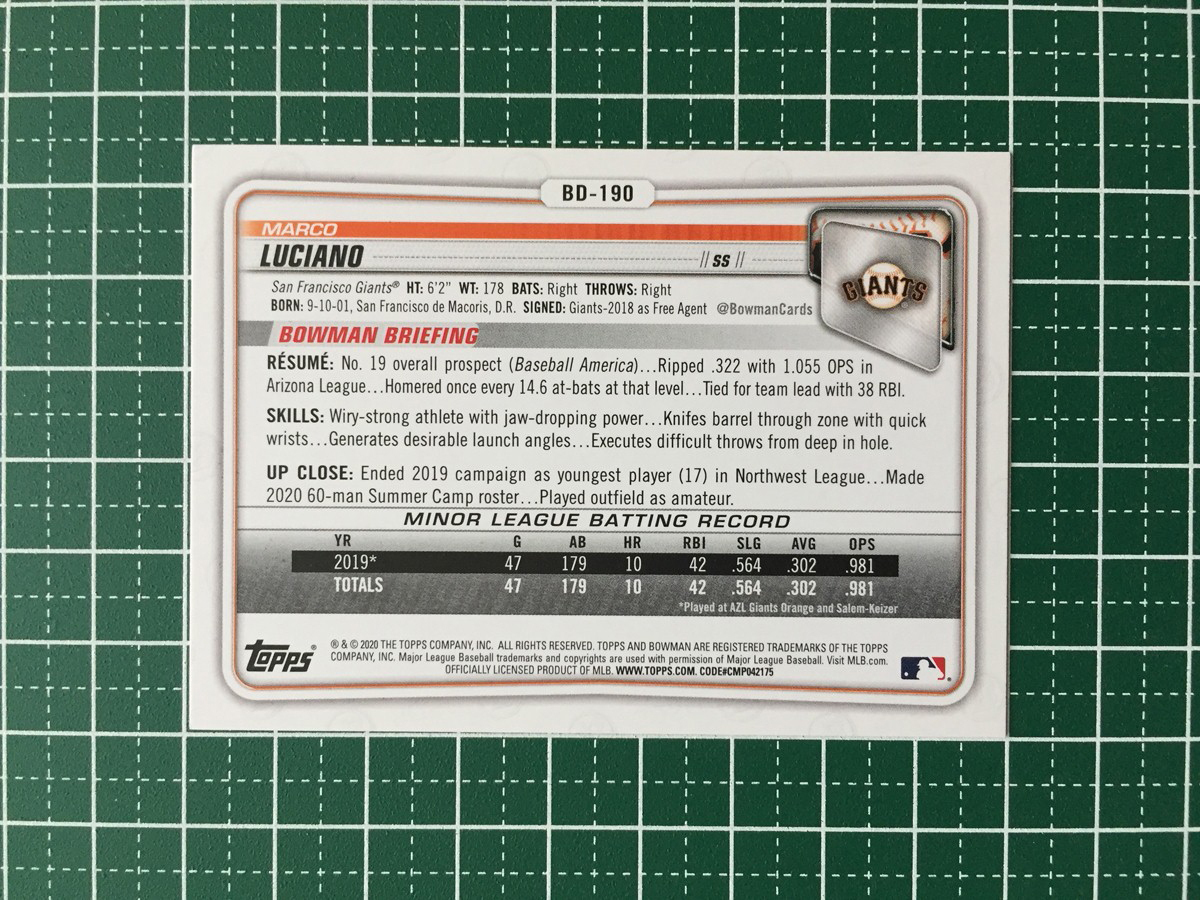 BD-190
MARCO
LUCIANO // SS //
GIANTS
San Francisco Giants® HT: 6'2" WT: 178 BATS: Right THROWS: Right
BORN: 9-10-01, San Francisco de Macoris, D.R. SIGNED: Giants-2018 as Free Agent @BowmanCards
BOWMAN BRIEFING
RÉSUMÉ: No. 19 overall prospect (Baseball America)...Ripped .322 with 1.055 OPS in
Arizona League...Homered once every 14.6 at-bats at that level...Tied for team lead with 38 RBI.
SKILLS: Wiry-strong athlete with jaw-dropping power...Knifes barrel through zone with quick
wrists...Generates desirable launch angles...Executes difficult throws from deep in hole.
UP CLOSE: Ended 2019 campaign as youngest player (17) in Northwest League...Made
2020 60-man Summer Camp roster...Played outfield as amateur.
MINOR LEAGUE BATTING RECORD
YR G AB HR RBI SLG AVG OPS
2019* 47 179 10 42 .564 .302 .981
TOTALS 47 179 10 42 .564 .302 .981
*Played at AZL Giants Orange and Salem-Keizer
topps®
® & © 2020 THE TOPPS COMPANY, INC. ALL RIGHTS RESERVED. TOPPS AND BOWMAN ARE REGISTERED TRADEMARKS OF THE TOPPS
COMPANY, INC. Major League Baseball trademarks and copyrights are used with permission of Major League Baseball. Visit MLB.com.
OFFICIALLY LICENSED PRODUCT OF MLB. WWW.TOPPS.COM. CODE#CMP042175